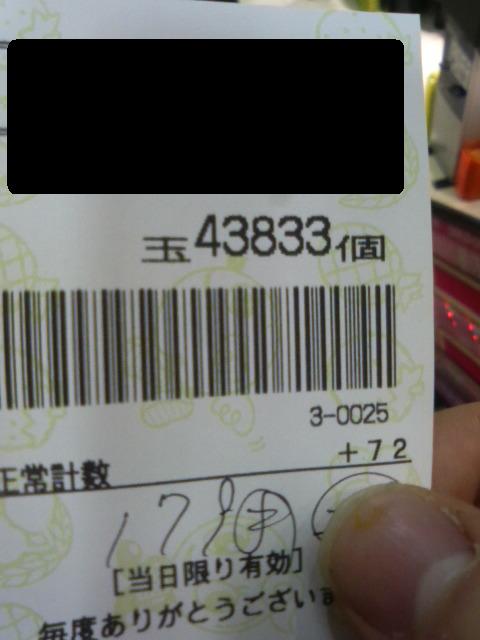 玉43833個
3-0025
+72
正常計数
[当日限り有効]
毎度ありがとうございま